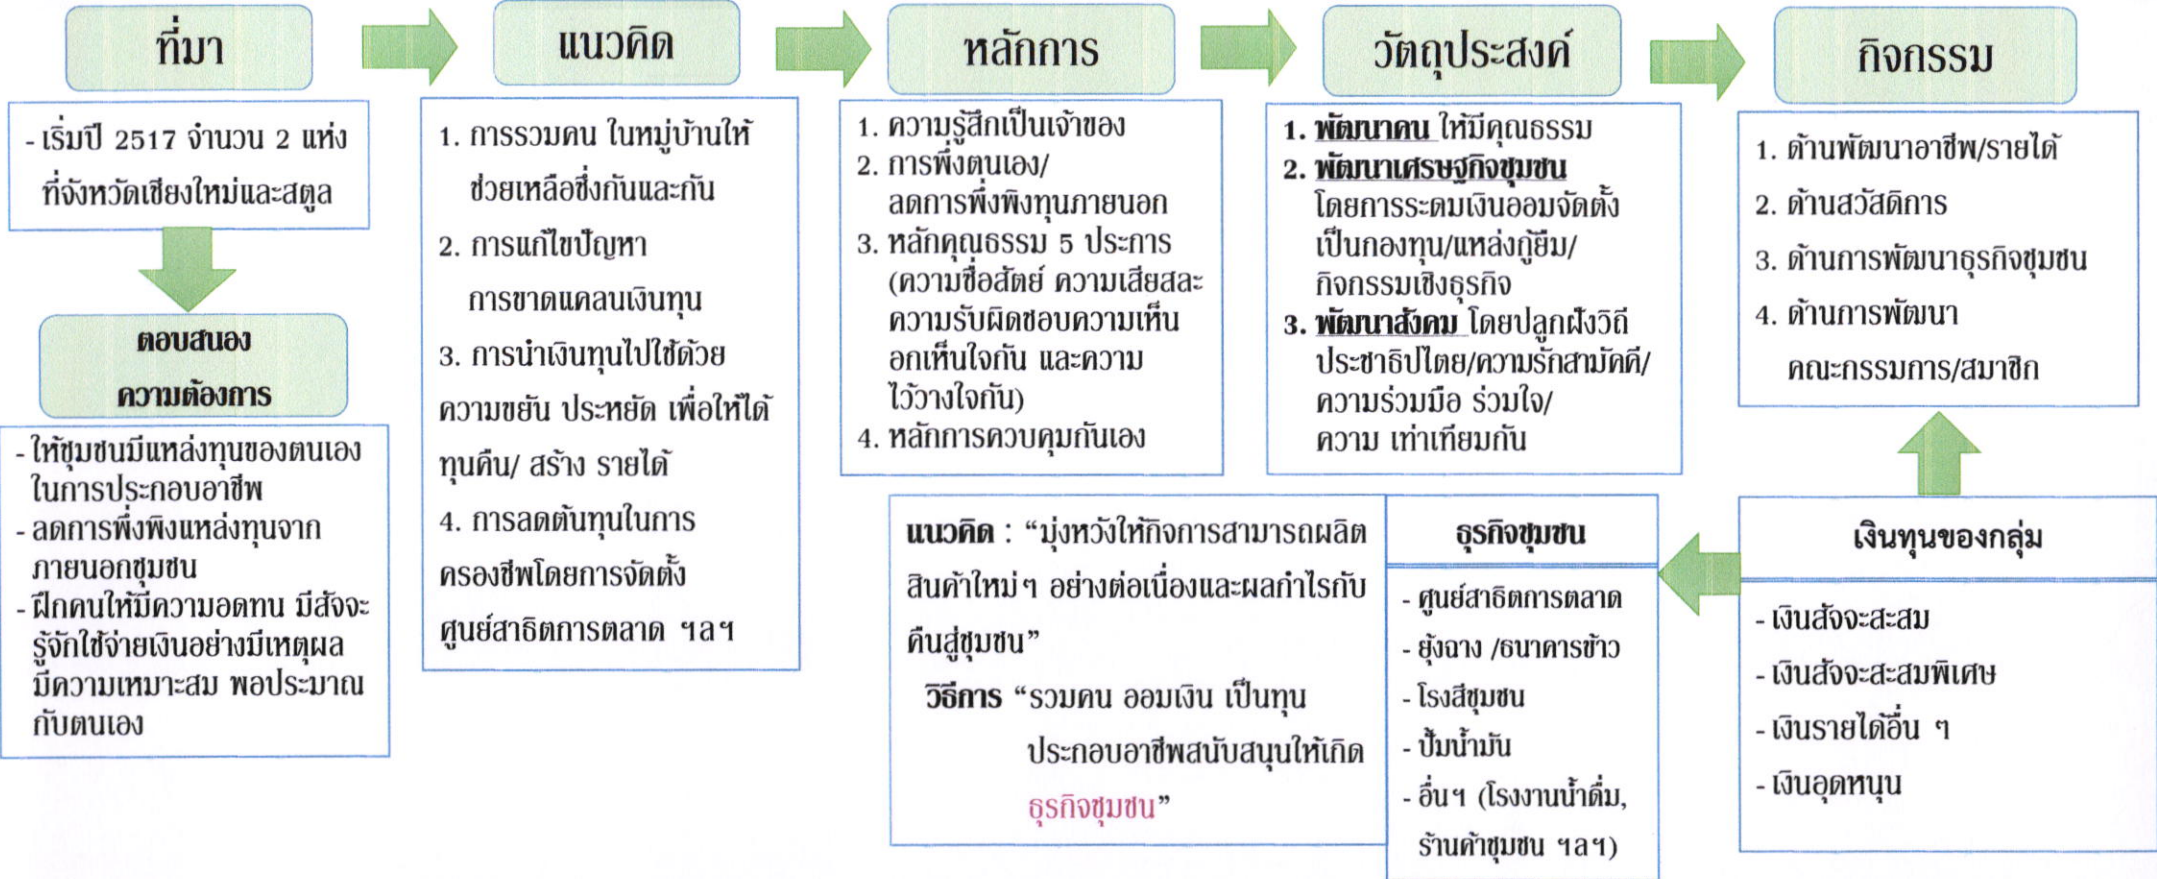 ที่มา
- เริ่มปี 2517 จำนวน 2 แห่ง
ที่จังหวัดเชียงใหม่และสตูล
ตอบสนอง
ความต้องการ
- ให้ชุมชนมีแหล่งทุนของตนเอง
ในการประกอบอาชีพ
- ลดการพึ่งพิงแหล่งทุนจาก
ภายนอกชุมชน
- ฝึกคนให้มีความอดทน มีสัจจะ
รู้จักใช้จ่ายเงินอย่างมีเหตุผล
มีความเหมาะสม พอประมาณ
กับตนเอง
แนวคิด
1. การรวมคน ในหมู่บ้านให้
ช่วยเหลือซึ่งกันและกัน
2. การแก้ไขปัญหา
การขาดแคลนเงินทุน
3. การนำเงินทุนไปใช้ด้วย
ความขยัน ประหยัด เพื่อให้ได้
ทุนคืน/ สร้าง รายได้
4. การลดต้นทุนในการ
ครองชีพโดยการจัดตั้ง
ศูนย์สาธิตการตลาด ฯลฯ
หลักการ
1. ความรู้สึกเป็นเจ้าของ
2. การพึ่งตนเอง/
ลดการพึ่งพิงทุนภายนอก
3. หลักคุณธรรม 5 ประการ
(ความซื่อสัตย์ ความเสียสละ
ความรับผิดชอบความเห็น
อกเห็นใจกัน และความ
ไว้วางใจกัน)
4. หลักการควบคุมกันเอง
วัตถุประสงค์
1. พัฒนาคน ให้มีคุณธรรม
2. พัฒนาเศรษฐกิจชุมชน
โดยการระดมเงินออมจัดตั้ง
เป็นกองทุน/แหล่งกู้ยืม/
กิจกรรมเชิงธุรกิจ
3. พัฒนาสังคม โดยปลูกฝังวิถี
ประชาธิปไตย/ความรักสามัคคี/
ความร่วมมือ ร่วมใจ/
ความ เท่าเทียมกัน
กิจกรรม
1. ด้านพัฒนาอาชีพ/รายได้
2. ด้านสวัสดิการ
3. ด้านการพัฒนาธุรกิจชุมชน
4. ด้านการพัฒนา
คณะกรรมการ/สมาชิก
แนวคิด : “มุ่งหวังให้กิจการสามารถผลิต
สินค้าใหม่ๆ อย่างต่อเนื่องและผลกำไรกับ
คืนสู่ชุมชน”
วิธีการ “รวมคน ออมเงิน เป็นทุน
ประกอบอาชีพสนับสนุนให้เกิด
ธุรกิจชุมชน”
ธุรกิจชุมชน
- ศูนย์สาธิตการตลาด
- ยุ้งฉาง /ธนาคารข้าว
- โรงสีชุมชน
- ปั้มน้ำมัน
- อื่นฯ (โรงงานน้ำดื่ม,
ร้านค้าชุมชน ฯลฯ)
เงินทุนของกลุ่ม
- เงินสัจจะสะสม
- เงินสัจจะสะสมพิเศษ
- เงินรายได้อื่น ๆ
- เงินอุดหนุน